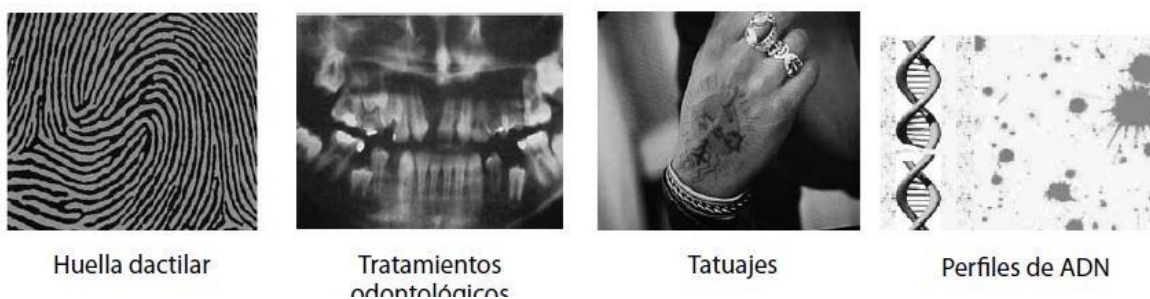 Huella dactilar
Tratamientos
odontológicos
Tatuajes
Perfiles de ADN